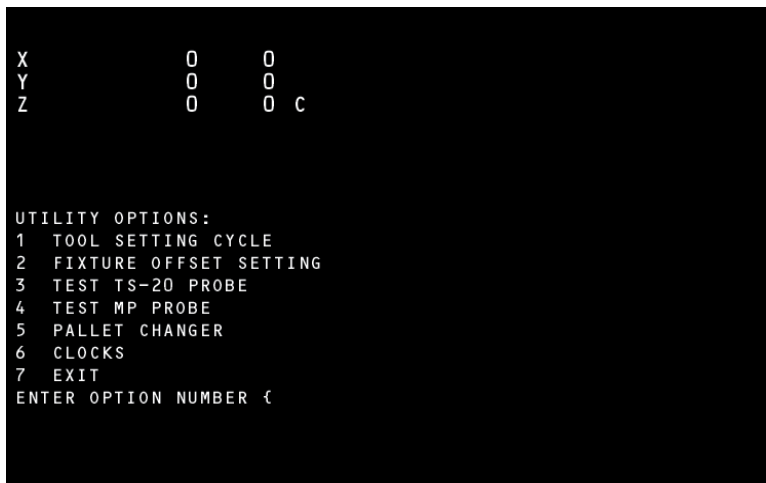 X 0 0
Y 0 0
Z 0 0 C
UTILITY OPTIONS:
1 TOOL SETTING CYCLE
2 FIXTURE OFFSET SETTING
3 TEST TS-20 PROBE
4 TEST MP PROBE
5 PALLET CHANGER
6 CLOCKS
7 EXIT
ENTER OPTION NUMBER {